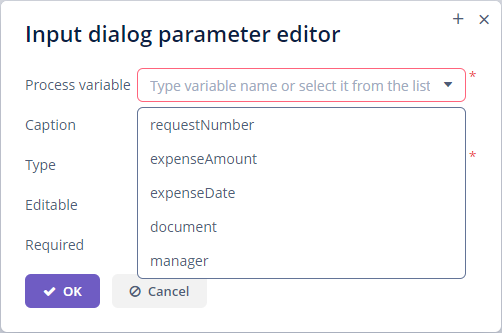 Input dialog parameter editor
Process variable Type variable name or select it from the list *
Caption requestNumber
Type expenseAmount *
Editable expenseDate
document
Required manager
OK Cancel